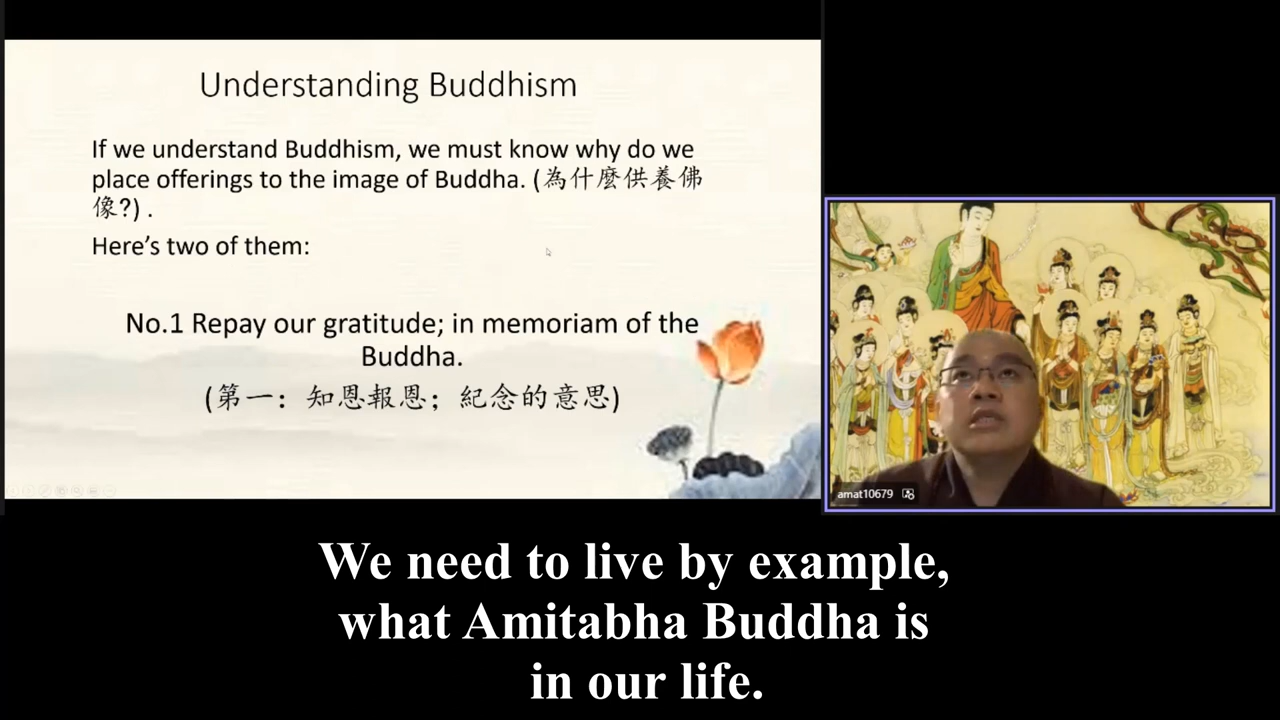 Understanding Buddhism
If we understand Buddhism, we must know why do we
place offerings to the image of Buddha. (為什麼供養佛
像?) .
Here's two of them:
No.1 Repay our gratitude; in memoriam of the
Buddha.
(第一：知恩報恩；紀念的意思)
amat10679
We need to live by example,
what Amitabha Buddha is
in our life.